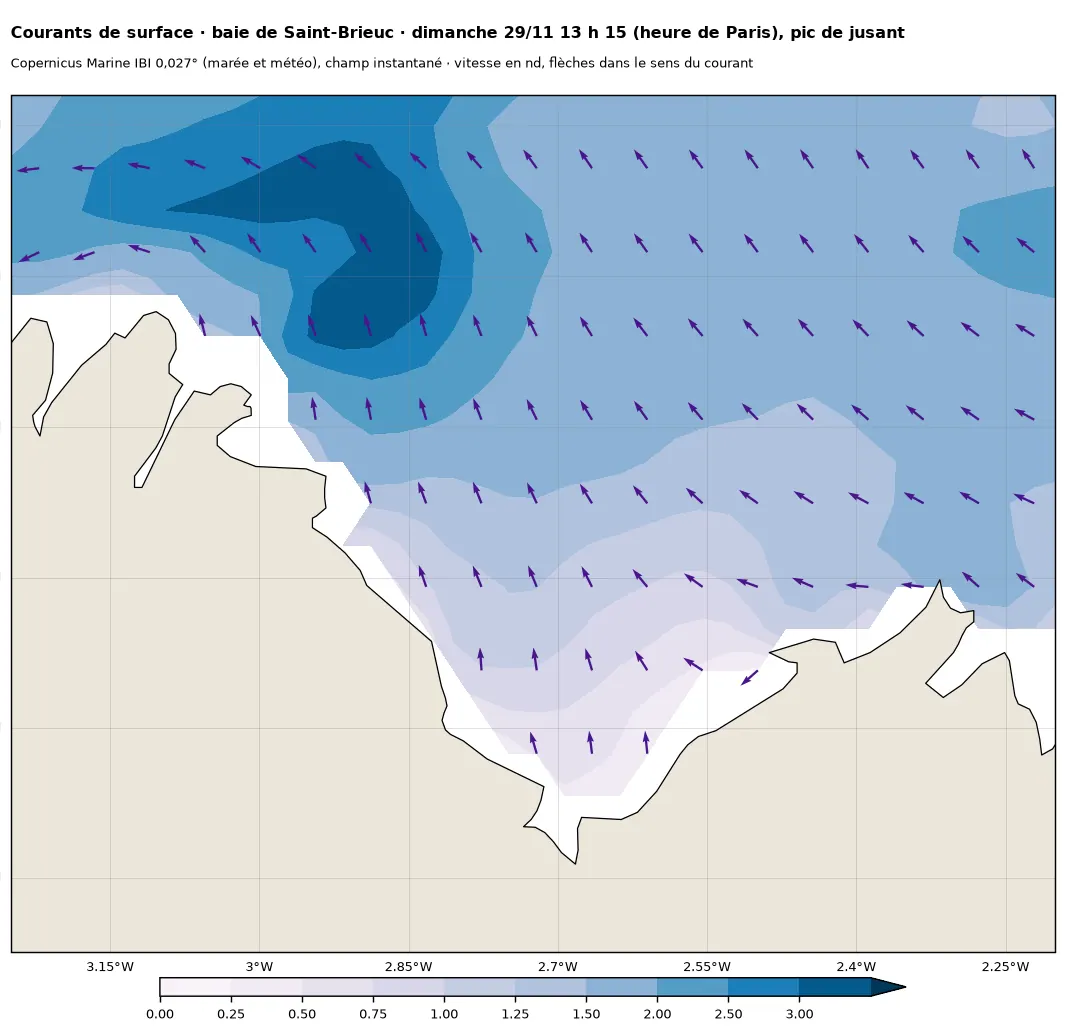 Courants de surface · baie de Saint-Brieuc · dimanche 29/11 13 h 15 (heure de Paris), pic de jusant
Copernicus Marine IBI 0,027° (marée et météo), champ instantané · vitesse en nd, flèches dans le sens du courant
3.15°W 3°W 2.85°W 2.7°W 2.55°W 2.4°W 2.25°W
0.00 0.25 0.50 0.75 1.00 1.25 1.50 2.00 2.50 3.00